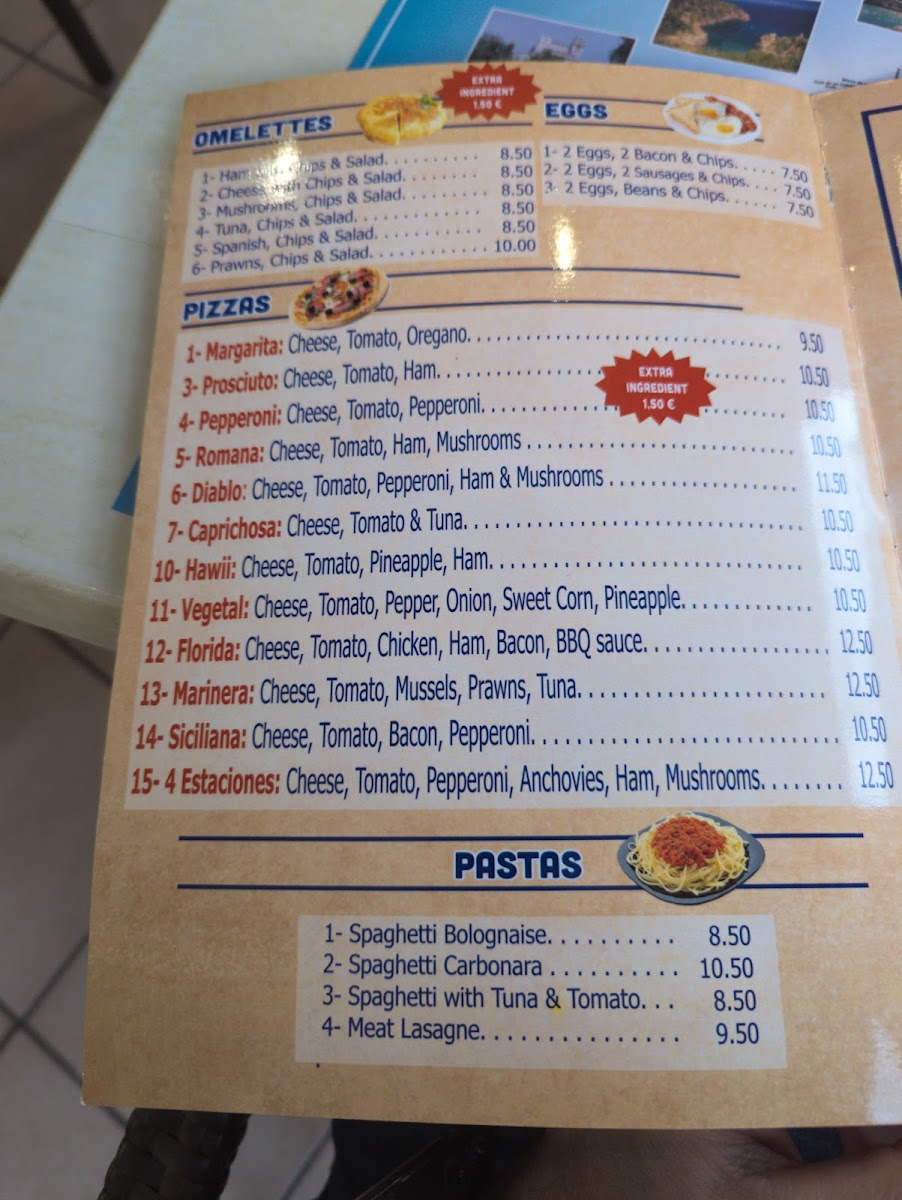 EXTRA
INGREDIENT
1.50 €
OMELETTES
1- Ham Chips & Salad. . . . . . . . . . 8.50
2- Cheese with Chips & Salad. . . . . . . . 8.50
3- Mushrooms, Chips & Salad. . . . . . . . 8.50
4- Tuna, Chips & Salad. . . . . . . . . . . . 8.50
5- Spanish, Chips & Salad. . . . . . . . . . 8.50
6- Prawns, Chips & Salad. . . . . . . . . . . 10.00
EGGS
1- 2 Eggs, 2 Bacon & Chips. . . . . 7.50
2- 2 Eggs, 2 Sausages & Chips. . . . 7.50
3- 2 Eggs, Beans & Chips. . . . . . 7.50
PIZZAS
1- Margarita: Cheese, Tomato, Oregano. . . . . . . . . . . . . . . . . . . . . . . . . . . . . . 9.50
3- Prosciuto: Cheese, Tomato, Ham. . . . . . . . . . . . . . . . . . . . . . . . . . 10.50
EXTRA
INGREDIENT
1,50 €
4- Pepperoni: Cheese, Tomato, Pepperoni. . . . . . . . . . . . . . . . . . . . . 10.50
5- Romana: Cheese, Tomato, Ham, Mushrooms . . . . . . . . . . . . . . . . . . . . . . . . . 10.50
6- Diablo: Cheese, Tomato, Pepperoni, Ham & Mushrooms . . . . . . . . . . . . . . . . . . 11.50
7- Caprichosa: Cheese, Tomato & Tuna. . . . . . . . . . . . . . . . . . . . . . . . . . . . . . . 10.50
10- Hawii: Cheese, Tomato, Pineapple, Ham. . . . . . . . . . . . . . . . . . . . . . . . . . . . 10.50
11- Vegetal: Cheese, Tomato, Pepper, Onion, Sweet Corn, Pineapple. . . . . . . . . . . . 10.50
12- Florida: Cheese, Tomato, Chicken, Ham, Bacon, BBQ sauce. . . . . . . . . . . . . . . . . 12.50
13- Marinera: Cheese, Tomato, Mussels, Prawns, Tuna. . . . . . . . . . . . . . . . . . . . . . 12.50
14- Siciliana: Cheese, Tomato, Bacon, Pepperoni. . . . . . . . . . . . . . . . . . . . . . . . . . . 10.50
15- 4 Estaciones: Cheese, Tomato, Pepperoni, Anchovies, Ham, Mushrooms. . . . . . . . 12.50
PASTAS
1- Spaghetti Bolognaise. . . . . . . . . . 8.50
2- Spaghetti Carbonara . . . . . . . . . . 10.50
3- Spaghetti with Tuna & Tomato. . . 8.50
4- Meat Lasagne. . . . . . . . . . . . . . . . 9.50